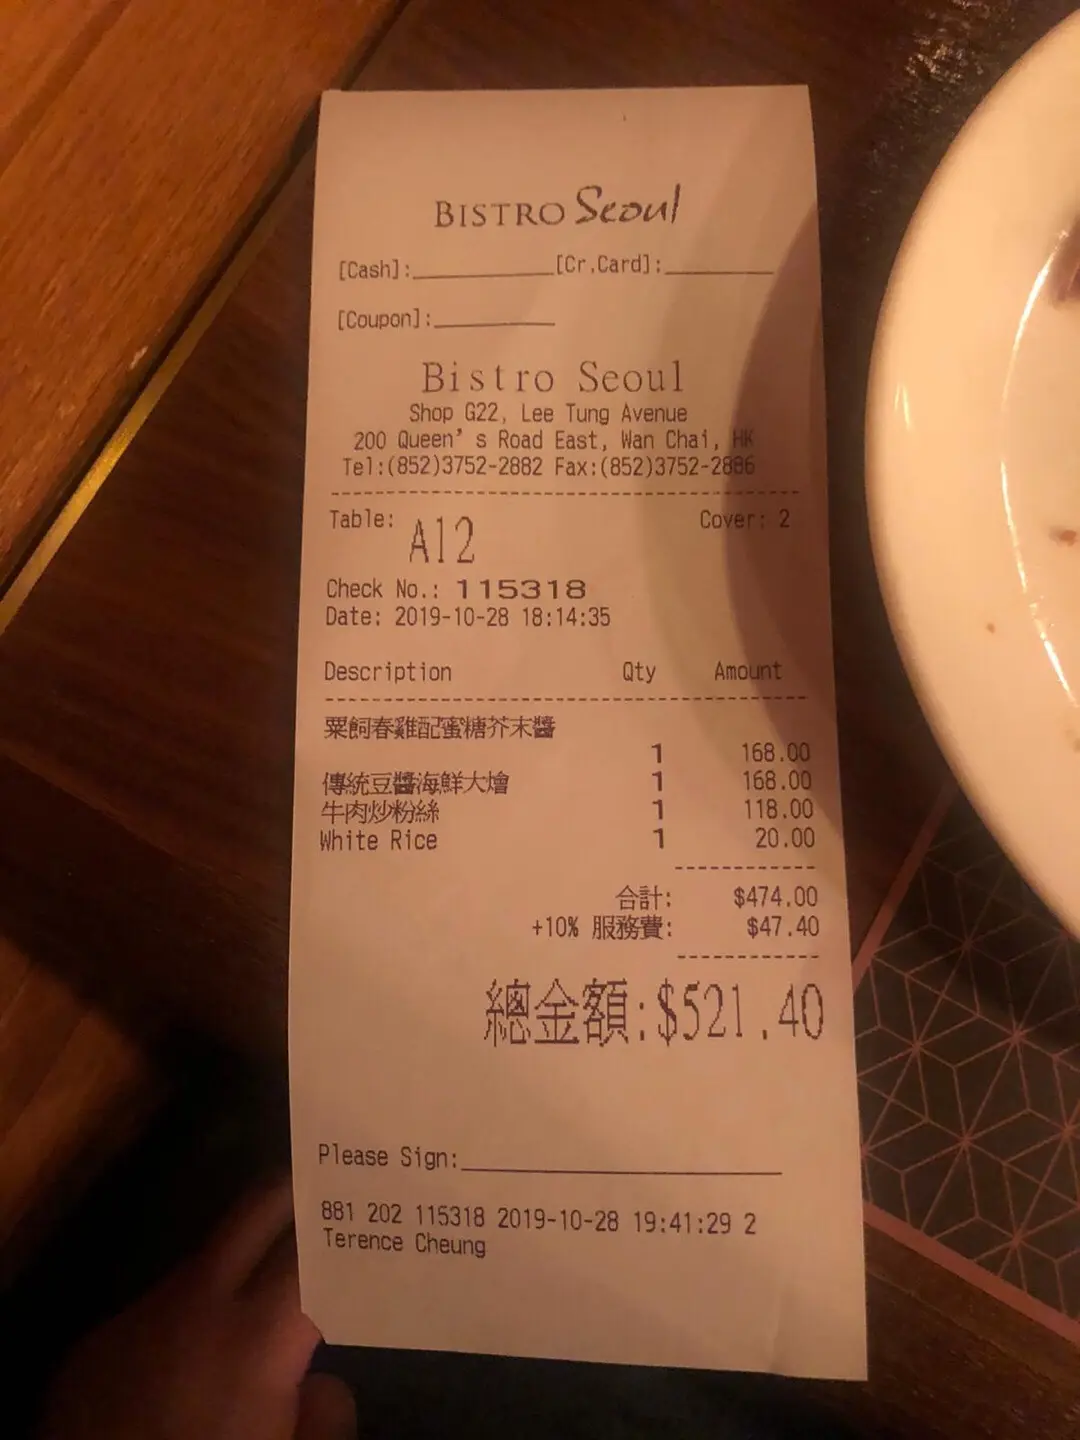 BISTRO Seoul
[Cash]:__________[Cr.Card]:________
[Coupon]:_________
Bistro Seoul
Shop G22, Lee Tung Avenue
200 Queen's Road East, Wan Chai, HK
Tel:(852)3752-2882 Fax:(852)3752-2886
Table: A12 Cover: 2
Check No.: 115318
Date: 2019-10-28 18:14:35
Description Qty Amount
粟飼春雞配蜜糖芥末醬
1 168.00
傳統豆醬海鮮大燴 1 168.00
牛肉炒粉絲 1 118.00
White Rice 1 20.00
合計: $474.00
+10% 服務費: $47.40
總金額:$521.40
Please Sign:____________________
881 202 115318 2019-10-28 19:41:29 2
Terence Cheung